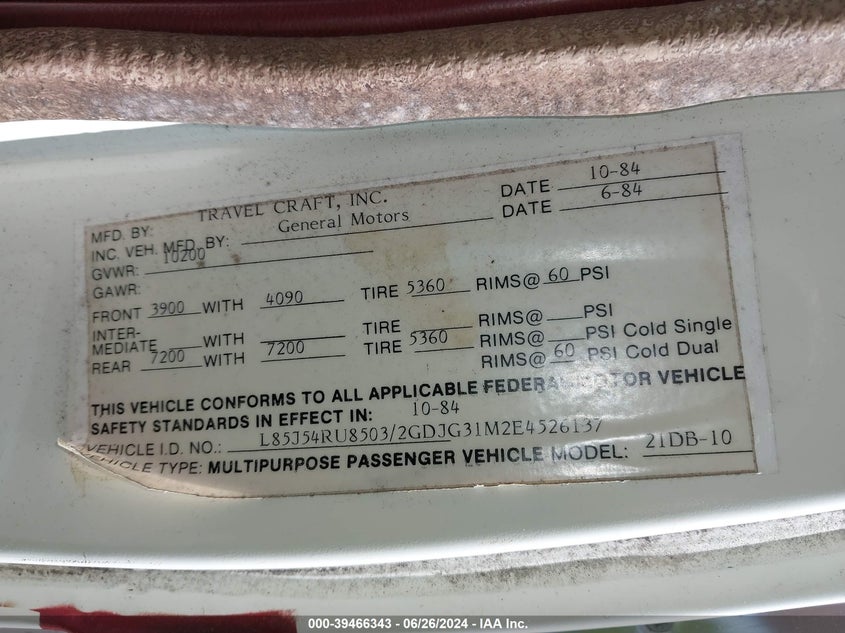 MFD. BY: TRAVEL CRAFT, INC. DATE 10-84
INC. VEH. MFD. BY: General Motors DATE 6-84
GVWR: 10200
GAWR:
FRONT 3900 WITH 4090 TIRE 5360 RIMS@ 60 PSI
INTER-
MEDIATE WITH TIRE RIMS@ PSI
REAR 7200 WITH 7200 TIRE 5360 RIMS@ PSI Cold Single
RIMS@ 60 PSI Cold Dual
THIS VEHICLE CONFORMS TO ALL APPLICABLE FEDERAL MOTOR VEHICLE
SAFETY STANDARDS IN EFFECT IN: 10-84
VEHICLE I.D. NO.: L85J54RU8503/2GDJG31M2E4526137
VEHICLE TYPE: MULTIPURPOSE PASSENGER VEHICLE MODEL: 21DB-10
000-39466343 / 06/26/2024 - IAA Inc.